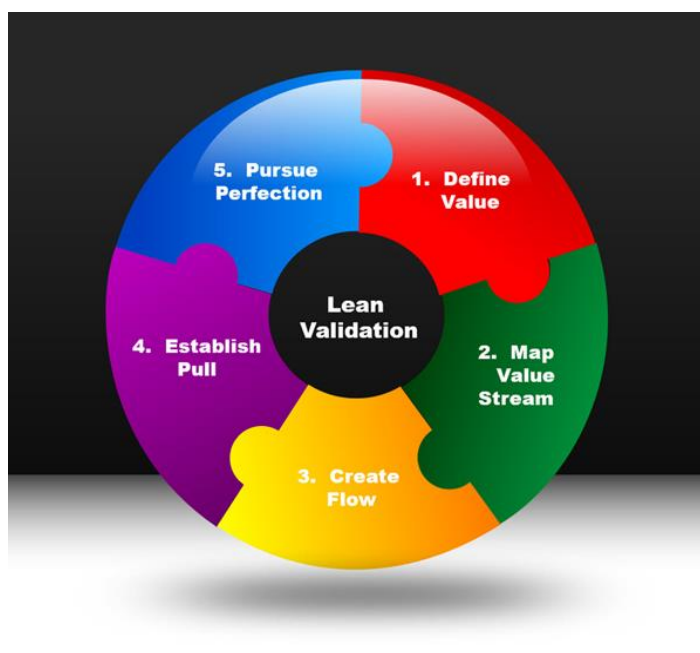 5. Pursue
Perfection
1. Define
Value
Lean
Validation
4. Establish
Pull
2. Map
Value
Stream
3. Create
Flow